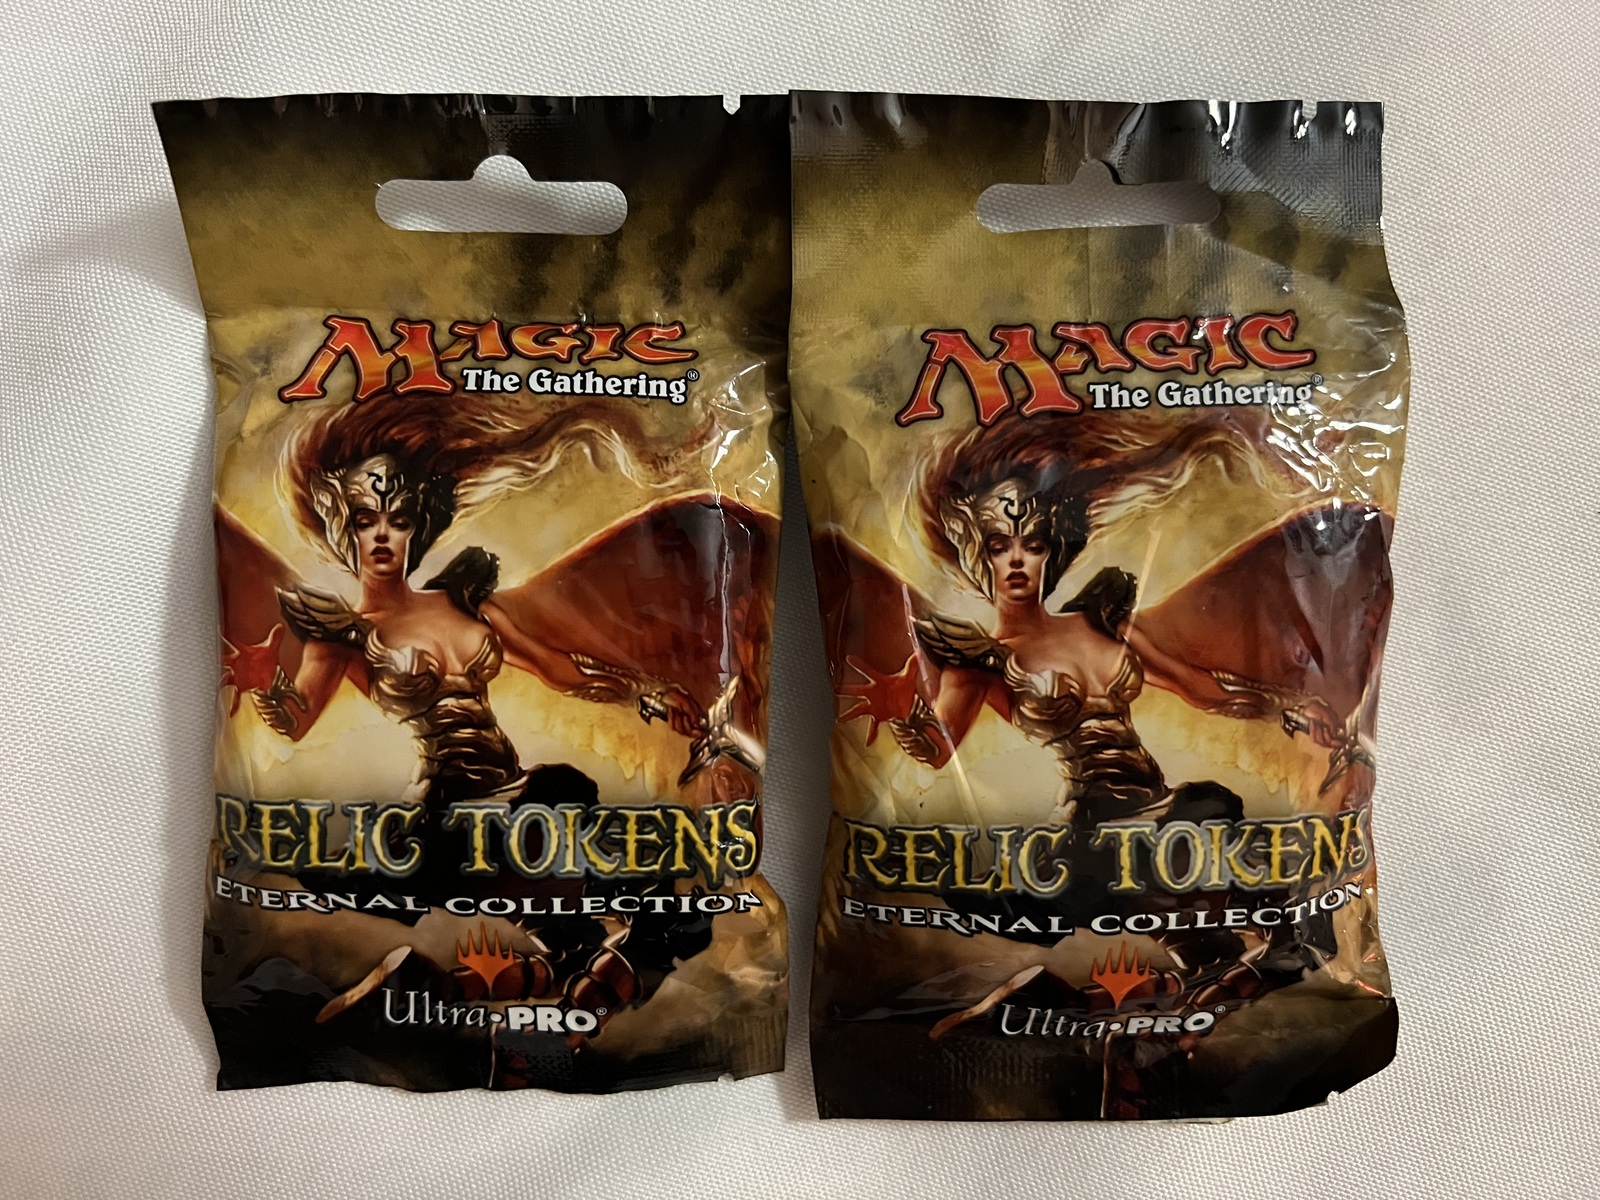 MAGIC
The Gathering®
RELIC TOKENS
ETERNAL COLLECTION
Ultra•PRO®
MAGIC
The Gathering®
RELIC TOKENS
ETERNAL COLLECTION
Ultra•PRO®